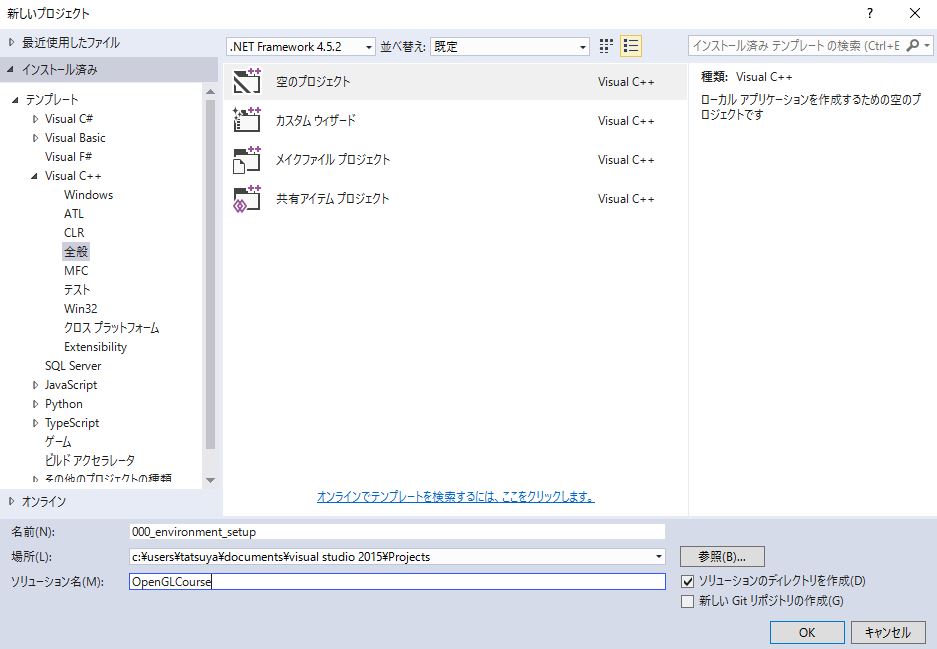 新しいプロジェクト
?
最近使用したファイル
インストール済み
テンプレート
Visual C#
Visual Basic
Visual F#
Visual C++
Windows
ATL
CLR
全般
MFC
テスト
Win32
クロス プラットフォーム
Extensibility
SQL Server
JavaScript
Python
TypeScript
ゲーム
ビルド アクセラレータ
その他のプロジェクトの種類
オンライン
.NET Framework 4.5.2
並べ替え:
既定
インストール済み テンプレート の検索 (Ctrl+E
空のプロジェクト Visual C++
カスタム ウィザード Visual C++
メイクファイル プロジェクト Visual C++
共有アイテム プロジェクト Visual C++
オンラインでテンプレートを検索するには、ここをクリックします。
種類: Visual C++
ローカル アプリケーションを作成するための空のプ
ロジェクトです
名前(N): 000_environment_setup
場所(L): c:¥users¥tatsuya¥documents¥visual studio 2015¥Projects
参照(B)...
ソリューション名(M): OpenGLCourse
ソリューションのディレクトリを作成(D)
新しい Git リポジトリの作成(G)
OK
キャンセル